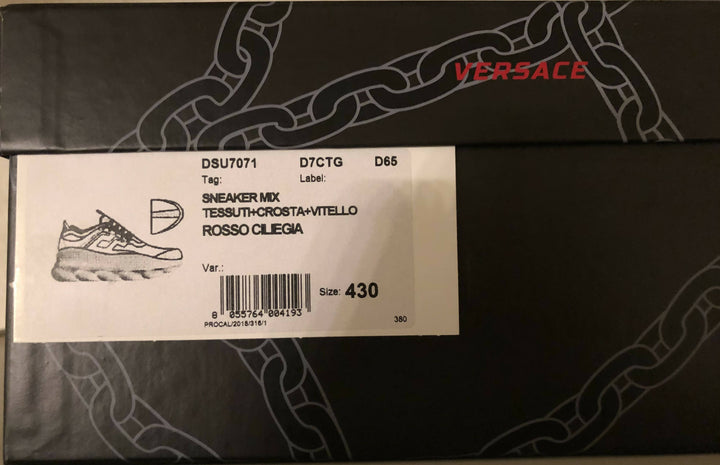 VERSACE
DSU7071 D7CTG D65
Tag: Label:
SNEAKER MIX
TESSUTI+CROSTA+VITELLO
ROSSO CILIEGIA
Var.:
Size: 430
8 055764 004193
PROCAL/2018/316/1
380